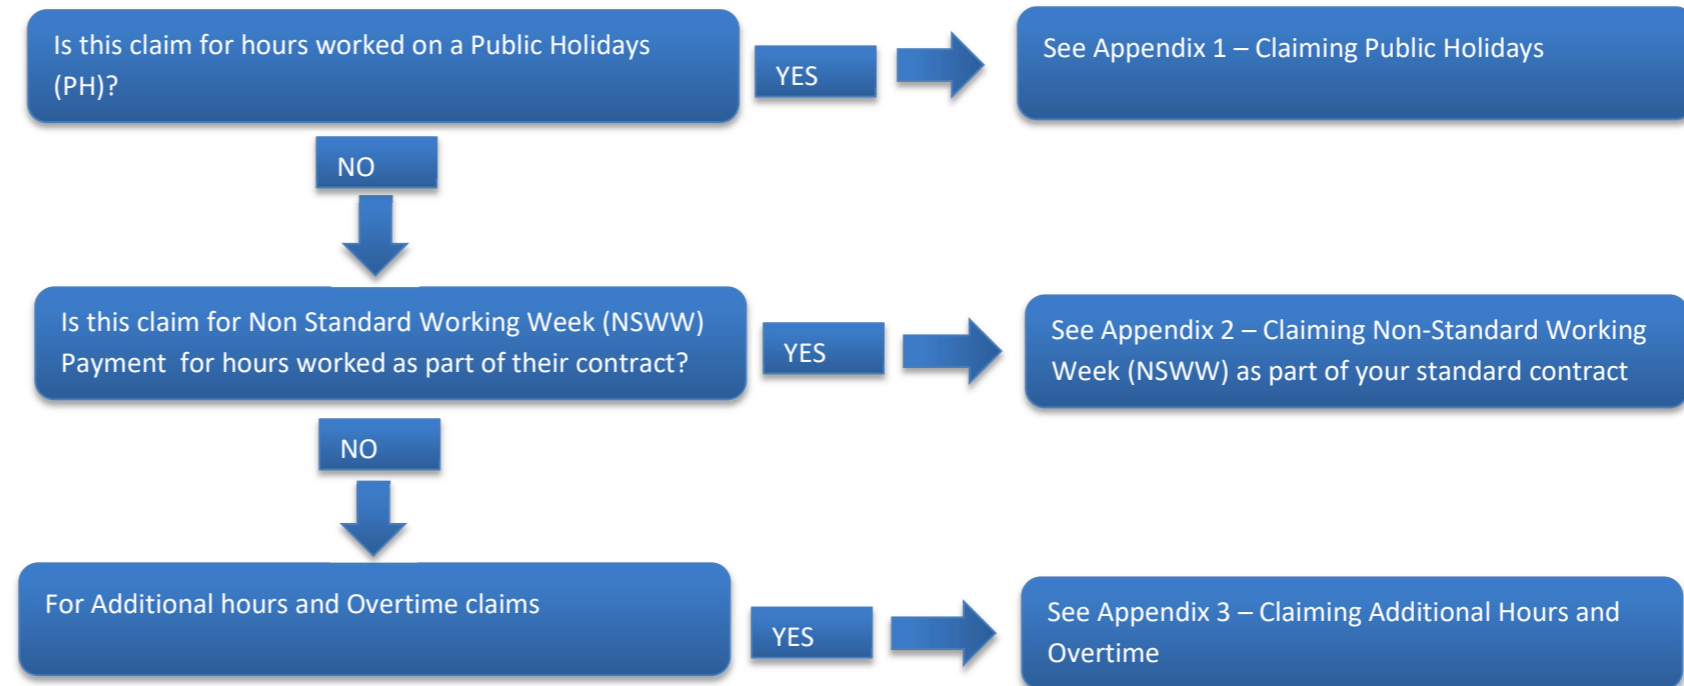 Is this claim for hours worked on a Public Holidays
(PH)?
YES
See Appendix 1 – Claiming Public Holidays
NO
Is this claim for Non Standard Working Week (NSWW)
Payment for hours worked as part of their contract?
YES
See Appendix 2 – Claiming Non-Standard Working
Week (NSWW) as part of your standard contract
NO
For Additional hours and Overtime claims
YES
See Appendix 3 – Claiming Additional Hours and
Overtime